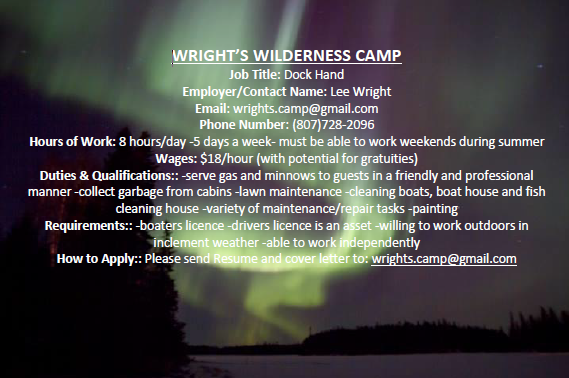 WRIGHT'S WILDERNESS CAMP
Job Title: Dock Hand
Employer/Contact Name: Lee Wright
Email: wrights.camp@gmail.com
Phone Number: (807)728-2096
Hours of Work: 8 hours/day -5 days a week- must be able to work weekends during summer
Wages: $18/hour (with potential for gratuities)
Duties & Qualifications:: -serve gas and minnows to guests in a friendly and professional
manner -collect garbage from cabins -lawn maintenance -cleaning boats, boat house and fish
cleaning house -variety of maintenance/repair tasks -painting
Requirements:: -boaters licence -drivers licence is an asset -willing to work outdoors in
inclement weather -able to work independently
How to Apply:: Please send Resume and cover letter to: wrights.camp@gmail.com